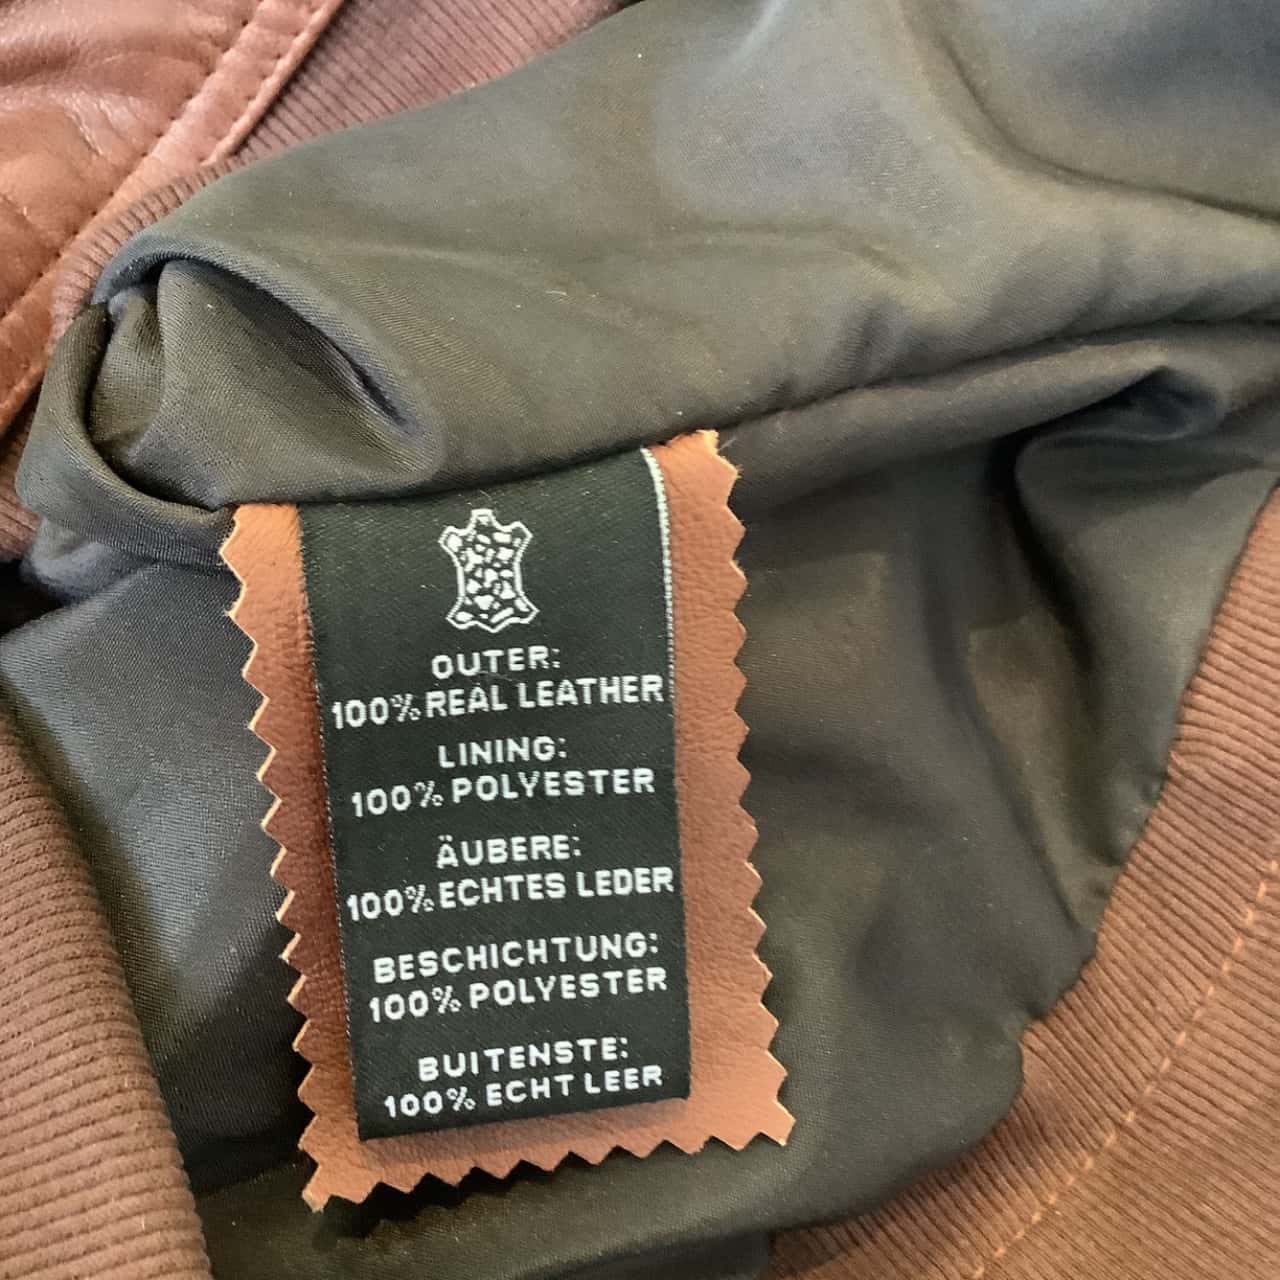 OUTER:
100% REAL LEATHER
LINING:
100% POLYESTER
ÄUBERE:
100% ECHTES LEDER
BESCHICHTUNG:
100% POLYESTER
BUITENSTE:
100% ECHT LEER